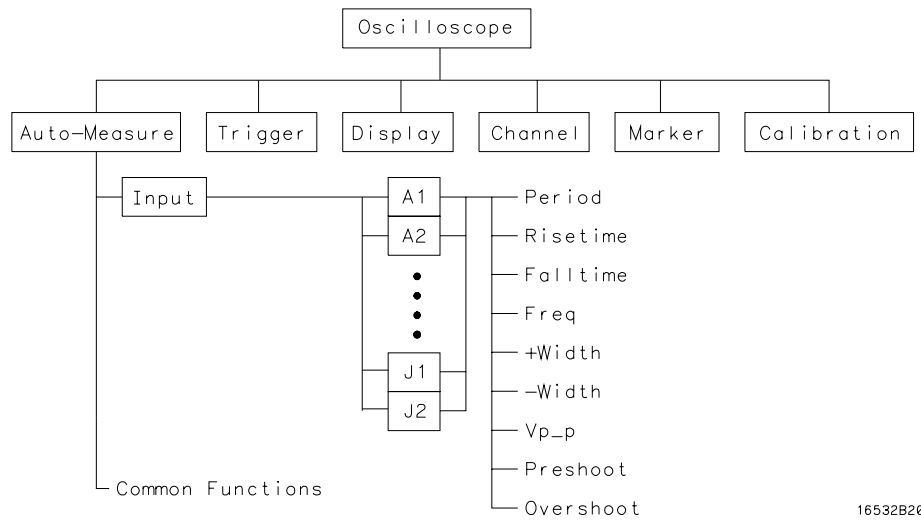 Oscilloscope
Auto-Measure
Trigger
Display
Channel
Marker
Calibration
Input
A1
A2
J1
J2
Period
Risetime
Falltime
Freq
+Width
-Width
Vp_p
Preshoot
Overshoot
Common Functions
16532B20